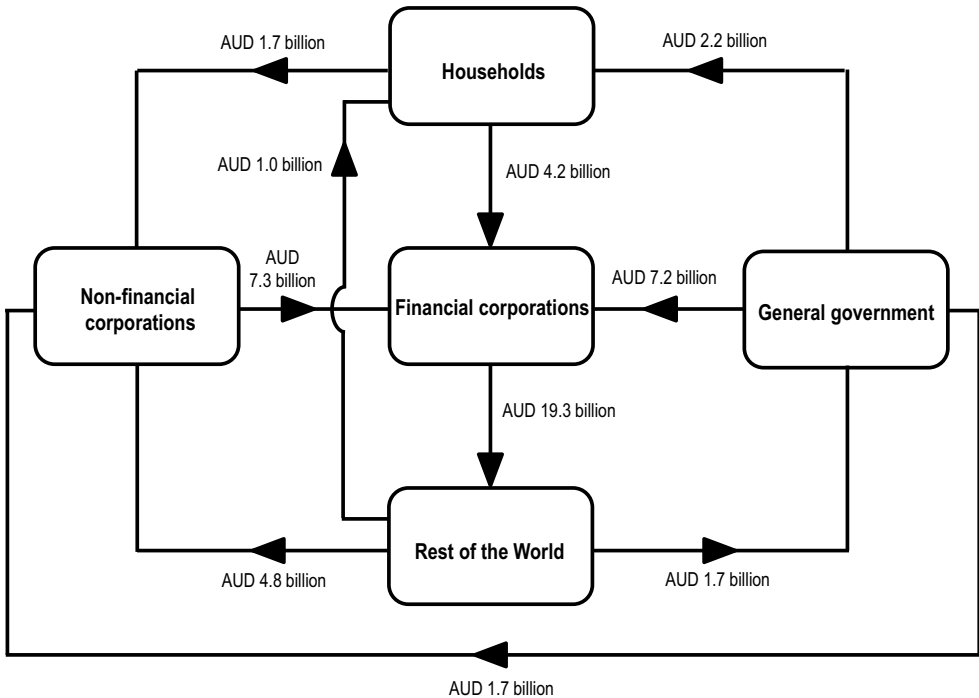 AUD 1.7 billion
AUD 2.2 billion
Households
AUD 1.0 billion
AUD 4.2 billion
AUD
7.3 billion
AUD 7.2 billion
Non-financial
corporations
Financial corporations
General government
AUD 19.3 billion
Rest of the World
AUD 4.8 billion
AUD 1.7 billion
AUD 1.7 billion